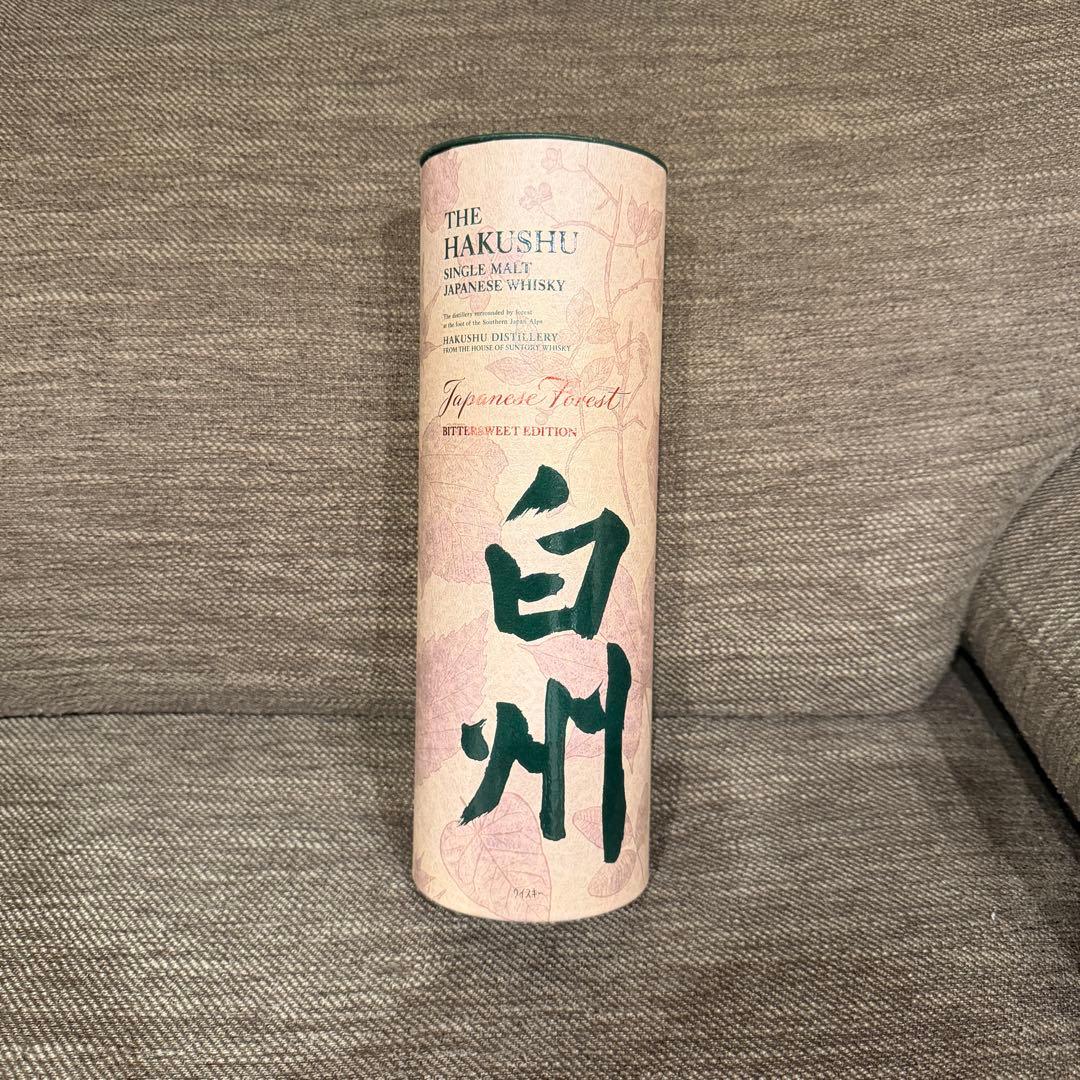 THE
HAKUSHU
SINGLE MALT
JAPANESE WHISKY
The distillery surrounded by forest
at the foot of the Southern Japan Alps
HAKUSHU DISTILLERY
FROM THE HOUSE OF SUNTORY WHISKY
Japanese Forest
BITTERSWEET EDITION
白州
ウイスキー